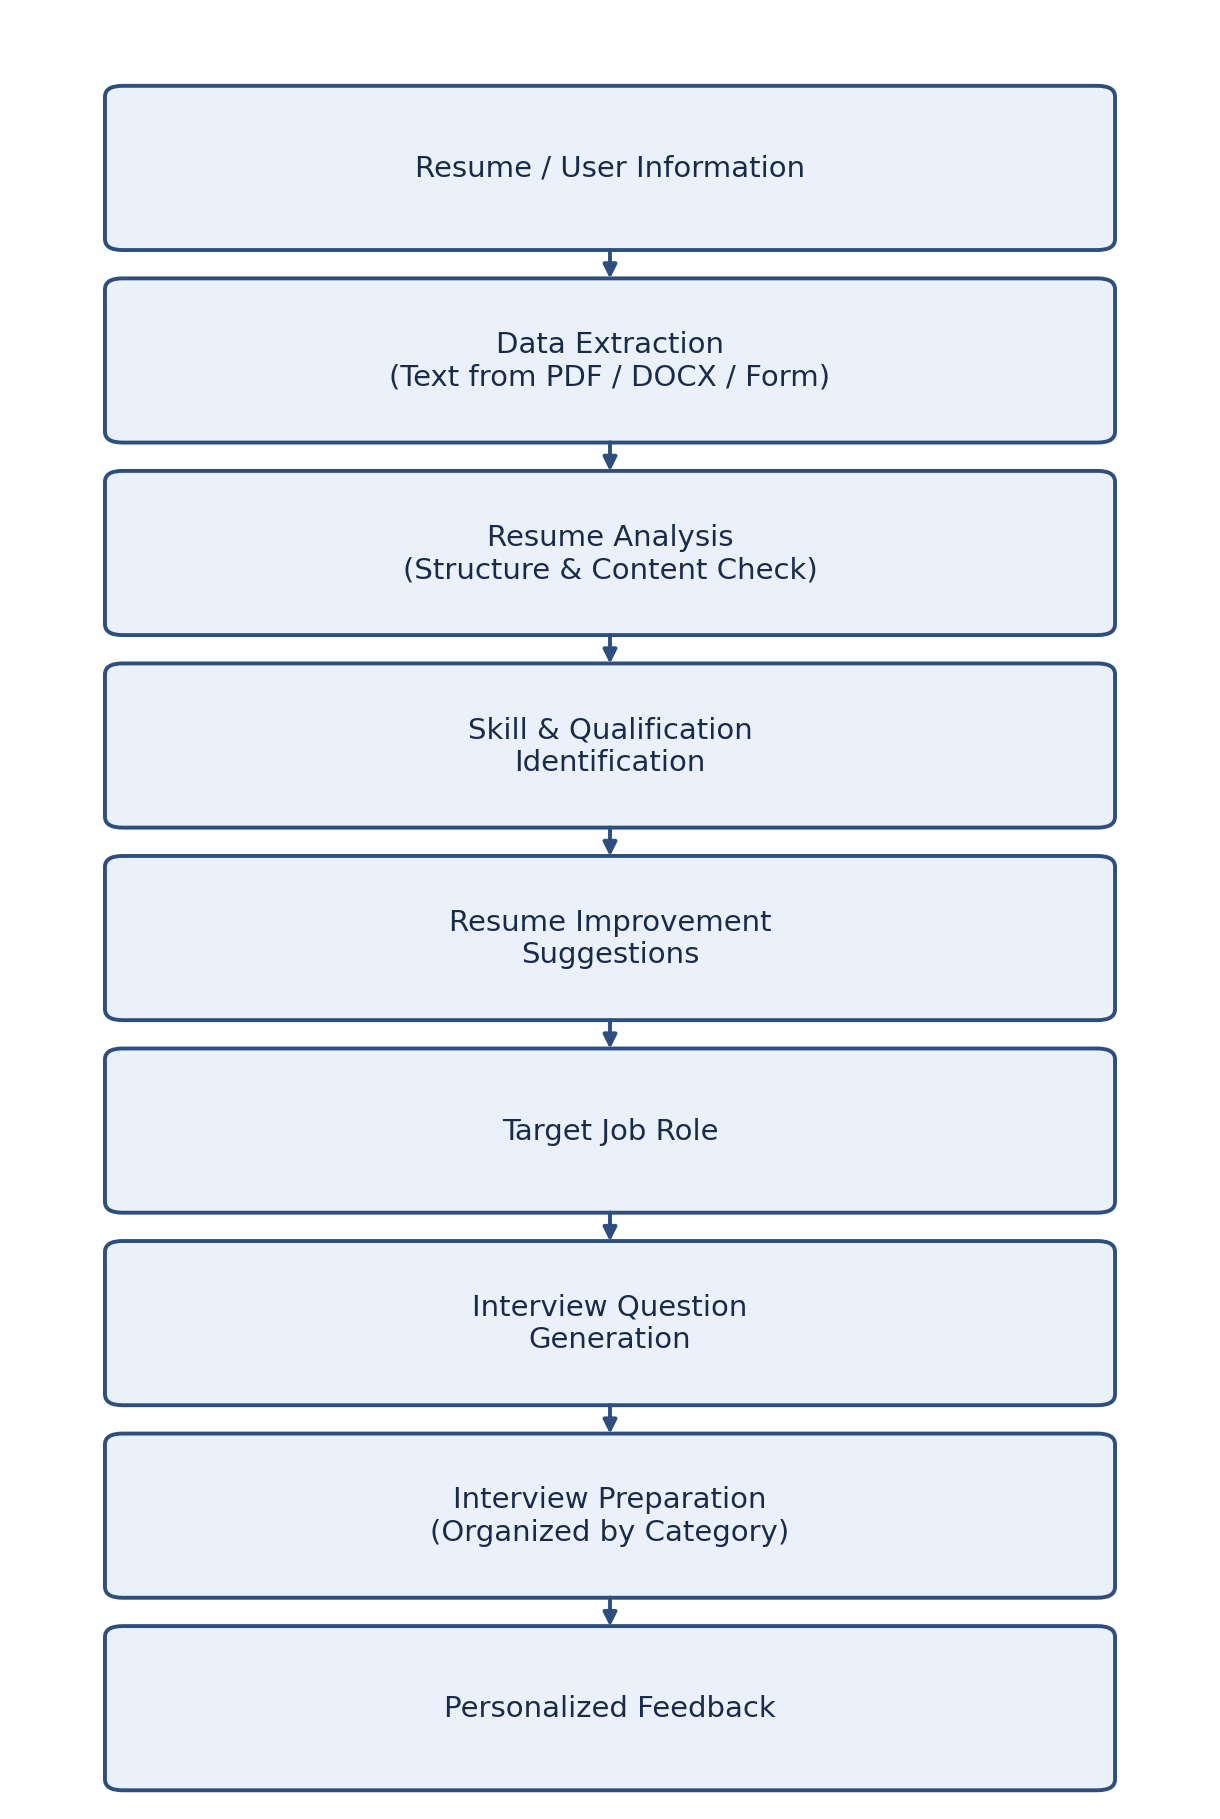 Resume / User Information
Data Extraction
(Text from PDF / DOCX / Form)
Resume Analysis
(Structure & Content Check)
Skill & Qualification
Identification
Resume Improvement
Suggestions
Target Job Role
Interview Question
Generation
Interview Preparation
(Organized by Category)
Personalized Feedback